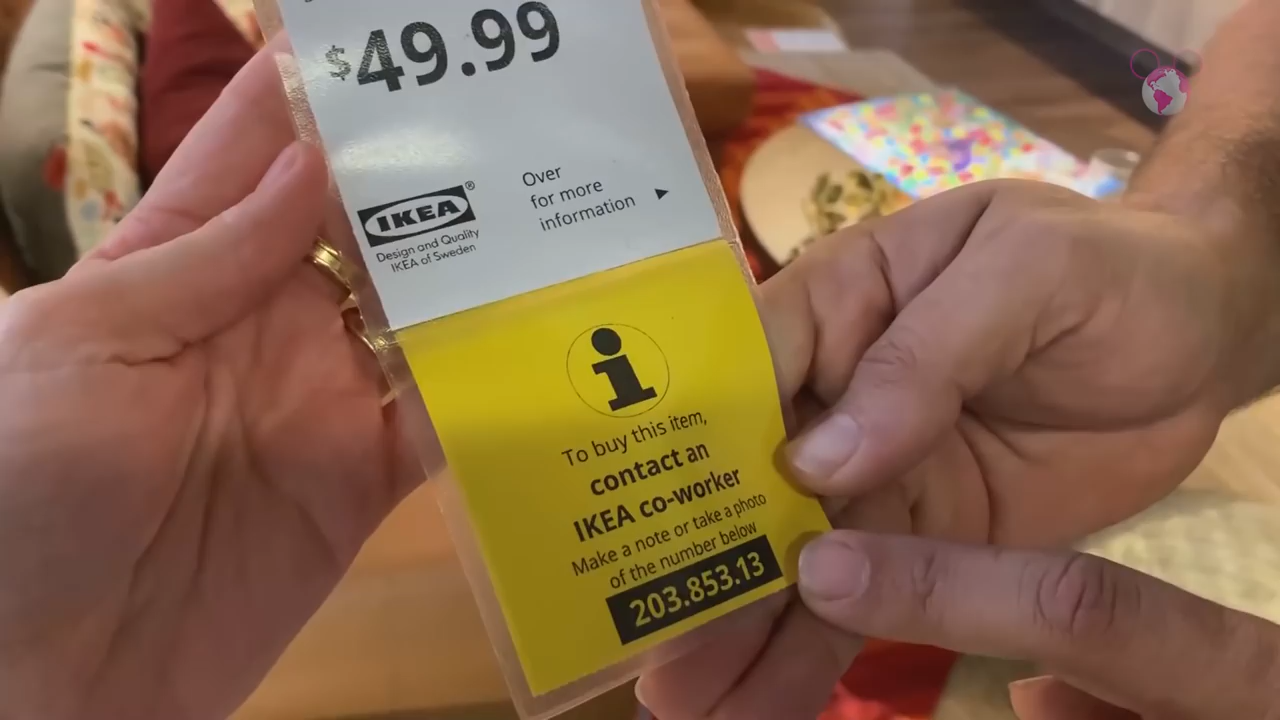 $49.99
IKEA®
Design and Quality
IKEA of Sweden
Over
for more
information
To buy this item,
contact an
IKEA co-worker
Make a note or take a photo
of the number below
203.853.13